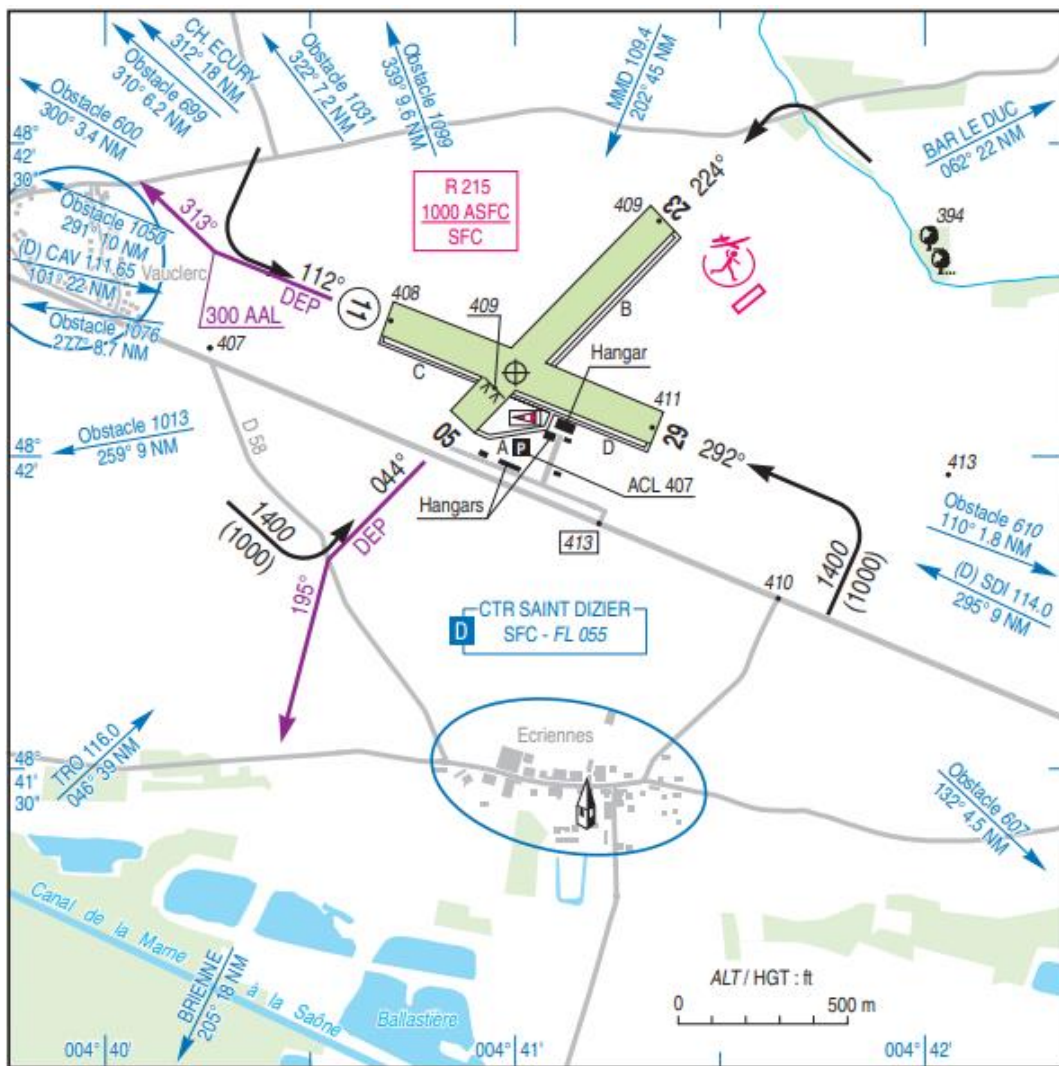 CH. ECURY
312° 18 NM
Obstacle 699
310° 6.2 NM
Obstacle 600
300° 3.4 NM
Obstacle 1031
322° 7.2 NM
Obstacle 1099
339° 9.6 NM
MMD 109.4
202° 45 NM
BAR LE DUC
062° 22 NM
48°
42'
30"
R 215
1000 ASFC
SFC
409
23
224°
394
Obstacle 1050
291° 10 NM
313°
(D) CAV 111.65
101° 22 NM
Vauclerc
112°
DEP
11
408
409
B
Hangar
300 AAL
Obstacle 1076
277° 8.7 NM
407
C
411
29
292°
05
A
P
D
ACL 407
Hangars
D 58
48°
42'
Obstacle 1013
259° 9 NM
044°
DEP
413
413
Obstacle 610
110° 1.8 NM
1400
(1000)
195°
1400
(1000)
410
(D) SDI 114.0
295° 9 NM
D
CTR SAINT DIZIER
SFC - FL 055
Ecriennes
TRO 116.0
046° 39 NM
48°
41'
30"
Obstacle 607
132° 4.5 NM
Canal de la Marne
à la Saône
BRIENNE
205° 18 NM
Ballastière
ALT / HGT : ft
0 500 m
004° 40'
004° 41'
004° 42'